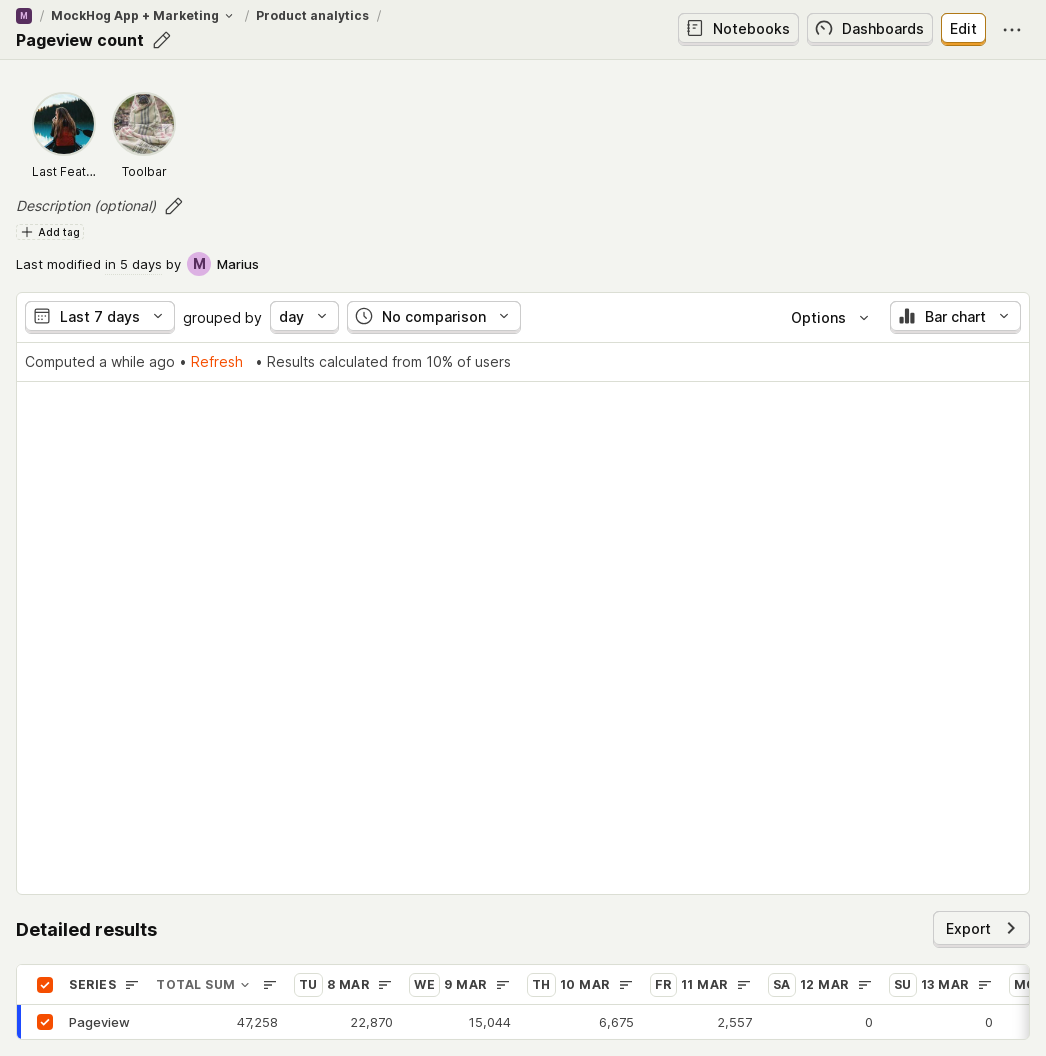 M / MockHog App + Marketing / Product analytics /
Pageview count
Notebooks Dashboards Edit
Last Feat... Toolbar
Description (optional)
Add tag
Last modified in 5 days by M Marius
Last 7 days grouped by day No comparison Options Bar chart
Computed a while ago • Refresh • Results calculated from 10% of users
Detailed results
Export
SERIES TOTAL SUM TU 8 MAR WE 9 MAR TH 10 MAR FR 11 MAR SA 12 MAR SU 13 MAR
Pageview 47,258 22,870 15,044 6,675 2,557 0 0